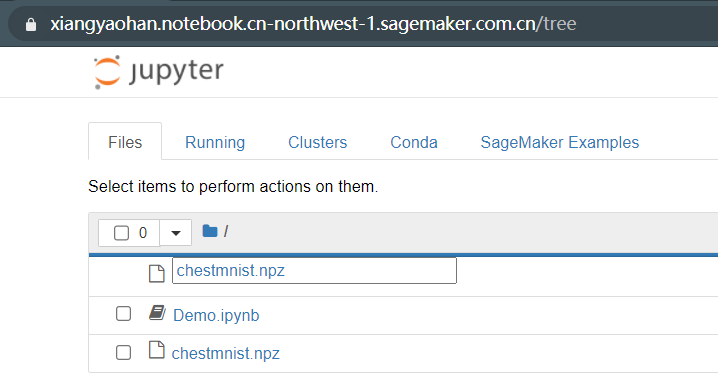 xiangyaohan.notebook.cn-northwest-1.sagemaker.com.cn/tree
jupyter
Files Running Clusters Conda SageMaker Examples
Select items to perform actions on them.
0 /
chestmnist.npz
Demo.ipynb
chestmnist.npz